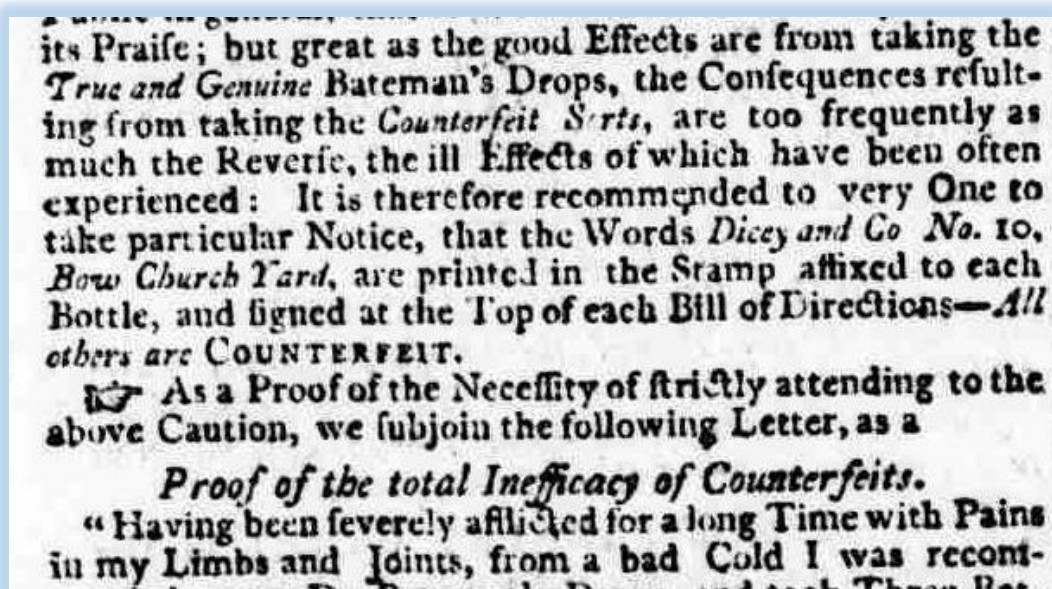 its Praiſe; but great as the good Effects are from taking the
True and Genuine Bateman's Drops, the Conſequences reſult-
ing from taking the Counterfeit S rts, are too frequently as
much the Reverſe, the ill Effects of which have been often
experienced: It is therefore recommended to very One to
take particular Notice, that the Words Dicey and Co No. 10,
Bow Church Yard, are printed in the Stamp affixed to each
Bottle, and ſigned at the Top of each Bill of Directions—All
others are COUNTERFEIT.
☞ As a Proof of the Neceſſity of ſtrictly attending to the
above Caution, we ſubjoin the following Letter, as a
Proof of the total Inefficacy of Counterfeits.
"Having been ſeverely afflicted for a long Time with Pains
in my Limbs and Joints, from a bad Cold I was recom-